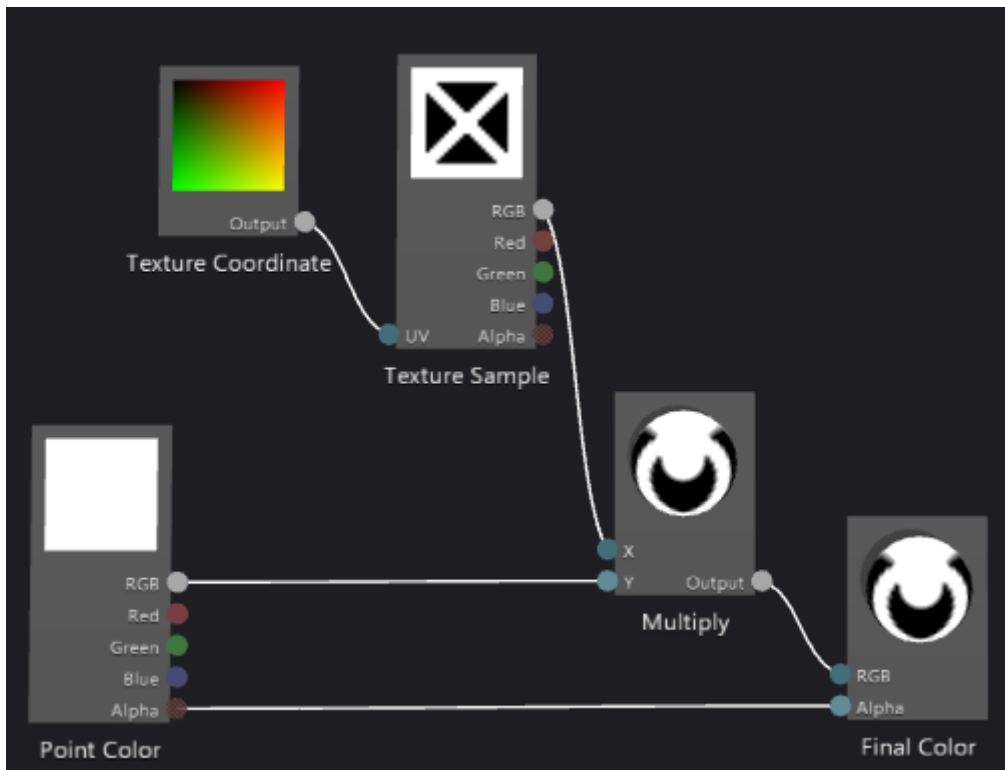 Output
Texture Coordinate
RGB
Red
Green
Blue
UV Alpha
Texture Sample
RGB
Red
Green
Blue
Alpha
Point Color
X
Y Output
Multiply
RGB
Alpha
Final Color